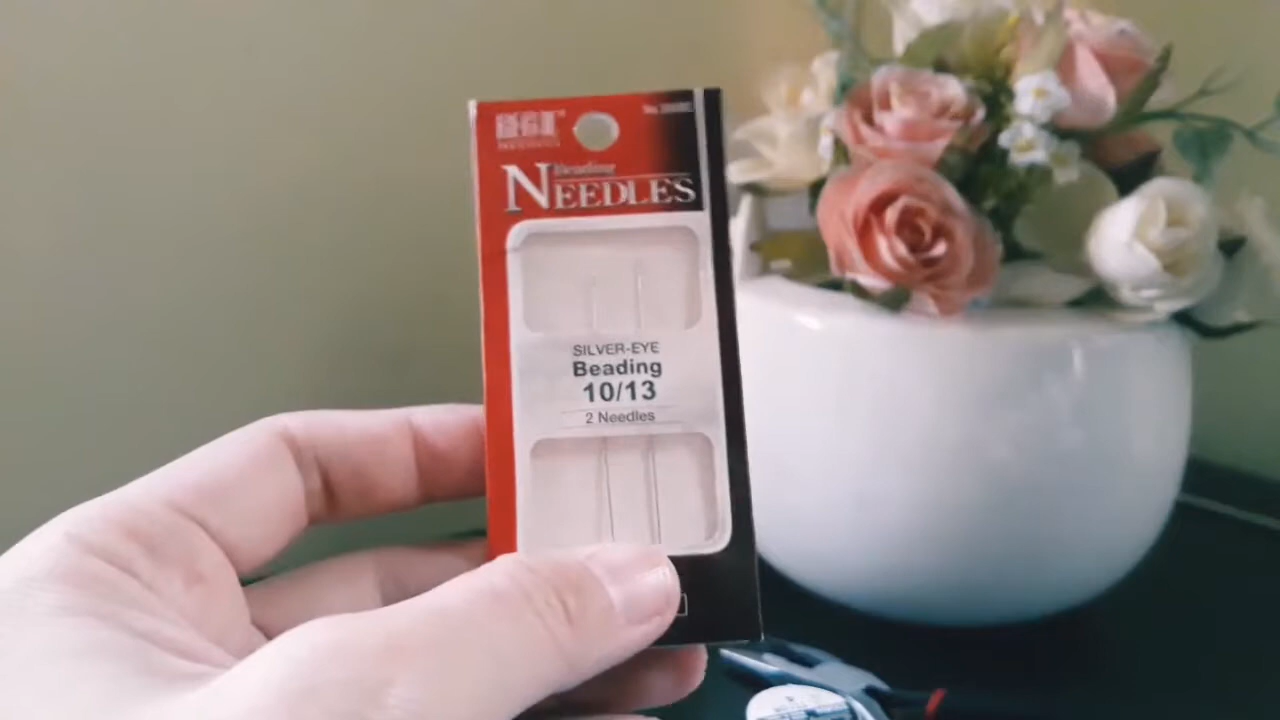 Beading
NEEDLES
SILVER-EYE
Beading
10/13
2 Needles